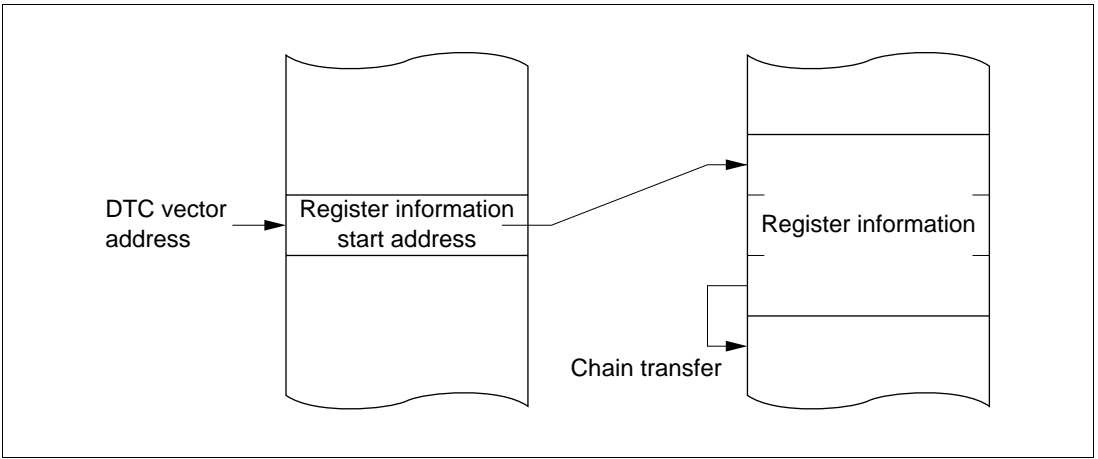 DTC vector
address
Register information
start address
Register information
Chain transfer